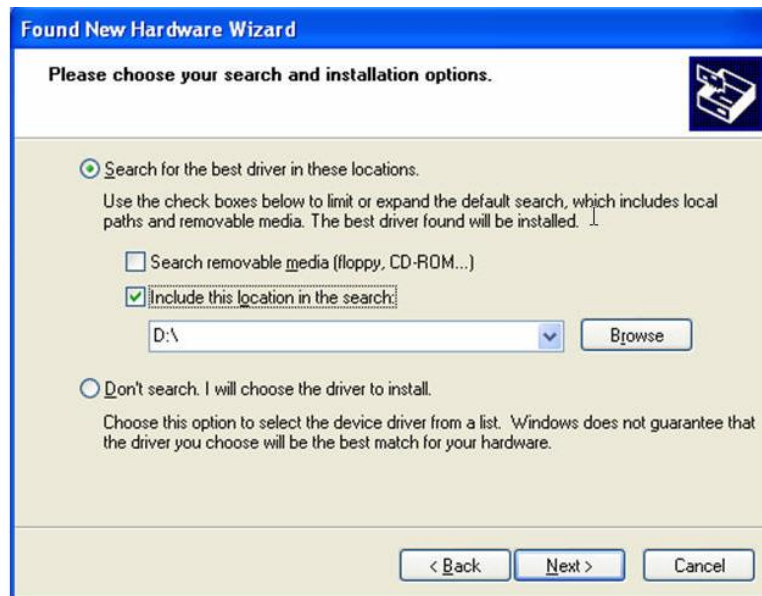 Found New Hardware Wizard
Please choose your search and installation options.
Search for the best driver in these locations.
Use the check boxes below to limit or expand the default search, which includes local
paths and removable media. The best driver found will be installed.
Search removable media (floppy, CD-ROM...)
Include this location in the search:
D:\
Browse
Don't search. I will choose the driver to install.
Choose this option to select the device driver from a list. Windows does not guarantee that
the driver you choose will be the best match for your hardware.
< Back
Next >
Cancel